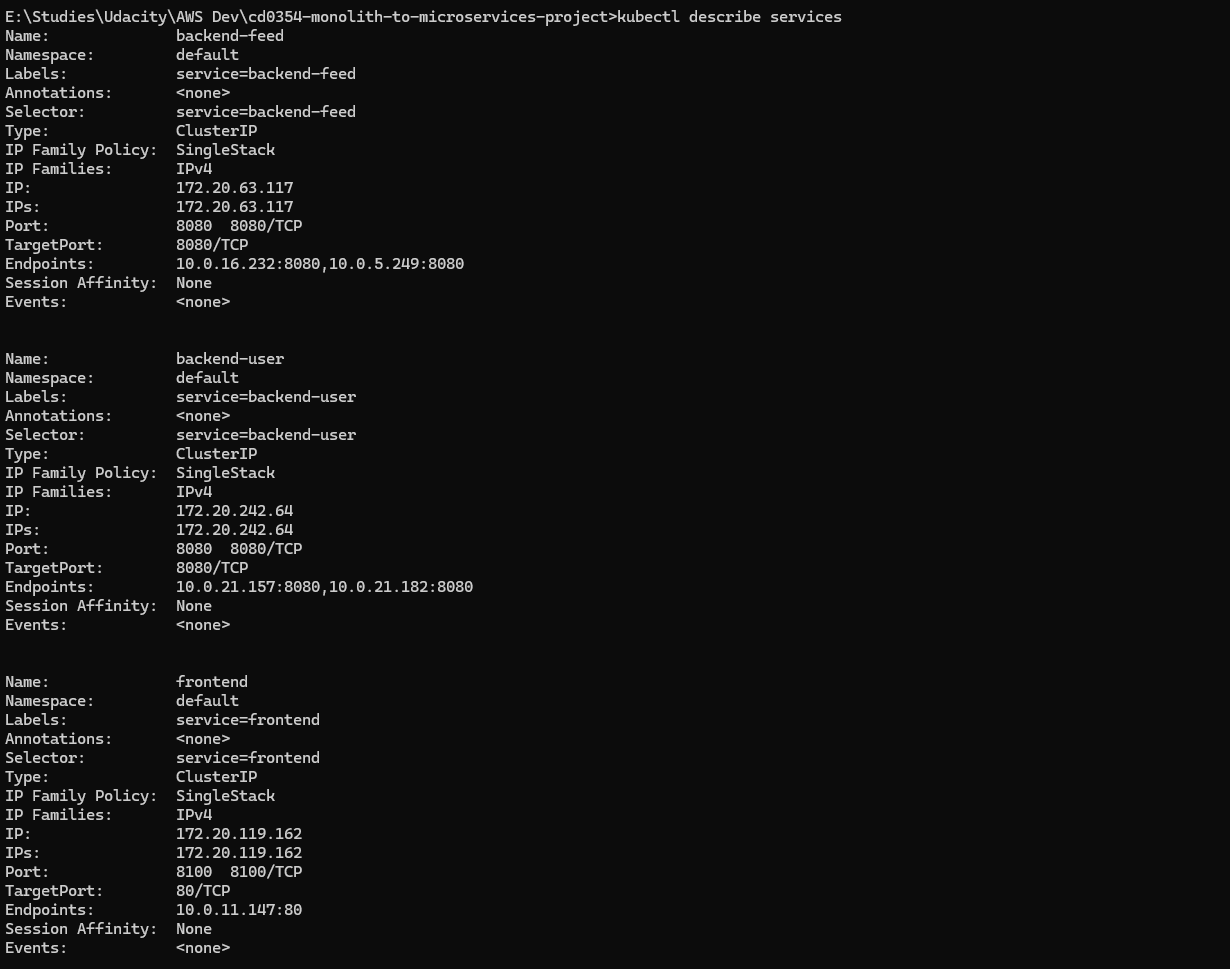 E:\Studies\Udacity\AWS Dev\cd0354-monolith-to-microservices-project>kubectl describe services
Name:              backend-feed
Namespace:         default
Labels:            service=backend-feed
Annotations:       <none>
Selector:          service=backend-feed
Type:              ClusterIP
IP Family Policy:  SingleStack
IP Families:       IPv4
IP:                172.20.63.117
IPs:               172.20.63.117
Port:              8080  8080/TCP
TargetPort:        8080/TCP
Endpoints:         10.0.16.232:8080,10.0.5.249:8080
Session Affinity:  None
Events:            <none>

Name:              backend-user
Namespace:         default
Labels:            service=backend-user
Annotations:       <none>
Selector:          service=backend-user
Type:              ClusterIP
IP Family Policy:  SingleStack
IP Families:       IPv4
IP:                172.20.242.64
IPs:               172.20.242.64
Port:              8080  8080/TCP
TargetPort:        8080/TCP
Endpoints:         10.0.21.157:8080,10.0.21.182:8080
Session Affinity:  None
Events:            <none>

Name:              frontend
Namespace:         default
Labels:            service=frontend
Annotations:       <none>
Selector:          service=frontend
Type:              ClusterIP
IP Family Policy:  SingleStack
IP Families:       IPv4
IP:                172.20.119.162
IPs:               172.20.119.162
Port:              8100  8100/TCP
TargetPort:        80/TCP
Endpoints:         10.0.11.147:80
Session Affinity:  None
Events:            <none>